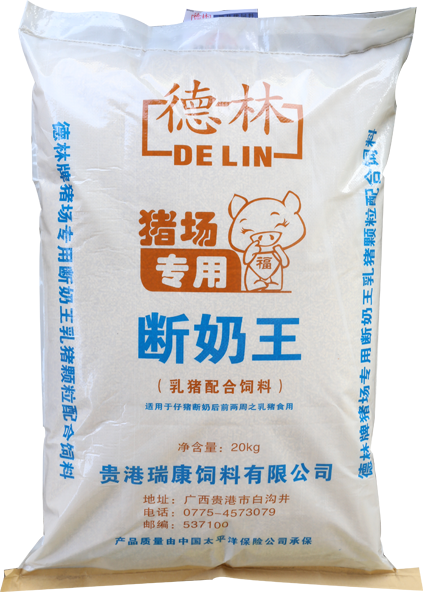 德林
DE LIN
猪场
专用
福
断奶王
（乳猪配合饲料）
适用于仔猪断奶后前两周之乳猪食用
净含量：20kg
贵港瑞康饲料有限公司
地址：广西贵港市白沟井
电话：0775-4573079
邮编：537100
产品质量由中国太平洋保险公司承保
德林牌猪场专用断奶王乳猪颗粒配合饲料
德林牌猪场专用断奶王乳猪颗粒配合饲料